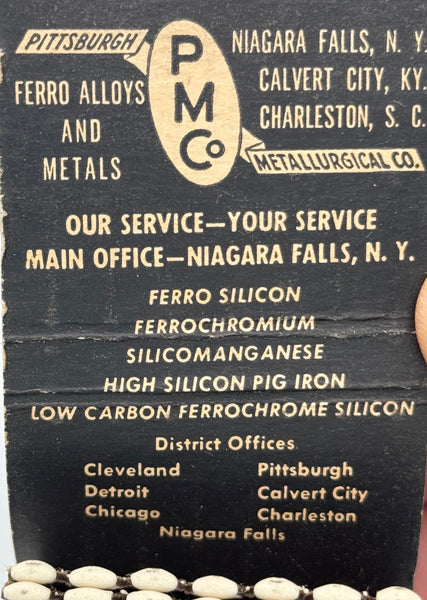 PITTSBURGH
PMCo
METALLURGICAL CO.
FERRO ALLOYS
AND
METALS
NIAGARA FALLS, N. Y.
CALVERT CITY, KY.
CHARLESTON, S. C.
OUR SERVICE—YOUR SERVICE
MAIN OFFICE—NIAGARA FALLS, N. Y.
FERRO SILICON
FERROCHROMIUM
SILICOMANGANESE
HIGH SILICON PIG IRON
LOW CARBON FERROCHROME SILICON
District Offices
Cleveland Pittsburgh
Detroit Calvert City
Chicago Charleston
Niagara Falls